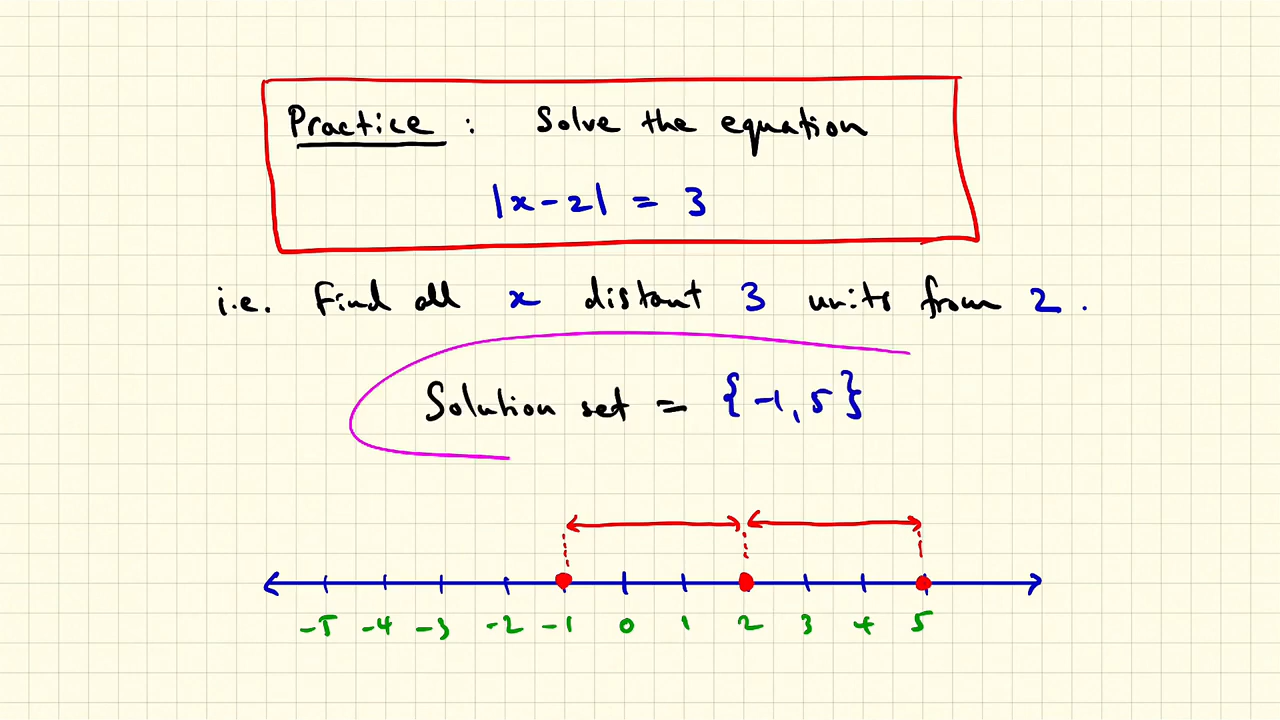 Practice : Solve the equation
|x-2| = 3
i.e. Find all x distant 3 units from 2.
Solution set = {-1, 5}
-5 -4 -3 -2 -1 0 1 2 3 4 5